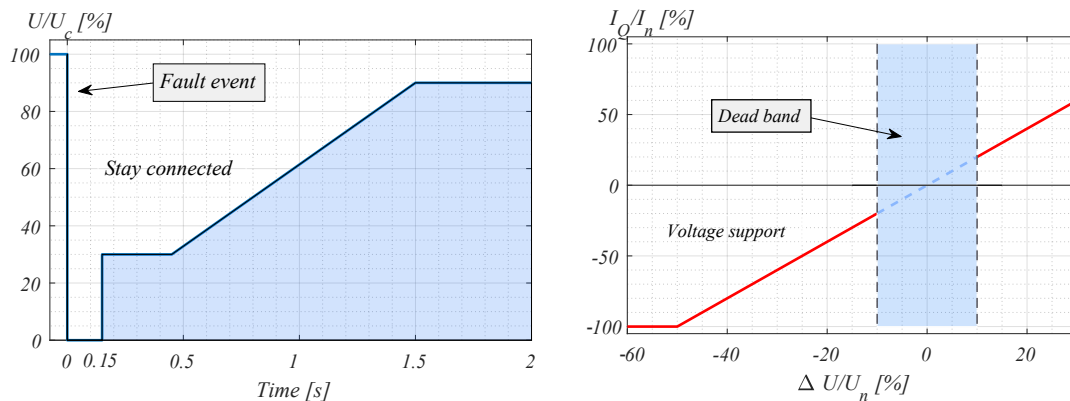 U/U_c [%]
100
80
60
40
20
0
Fault event
Stay connected
0 0.15 0.5 1 1.5 2
Time [s]
I_Q/I_n [%]
100
50
0
-50
-100
Dead band
Voltage support
-60 -40 -20 0 20
Δ U/U_n [%]